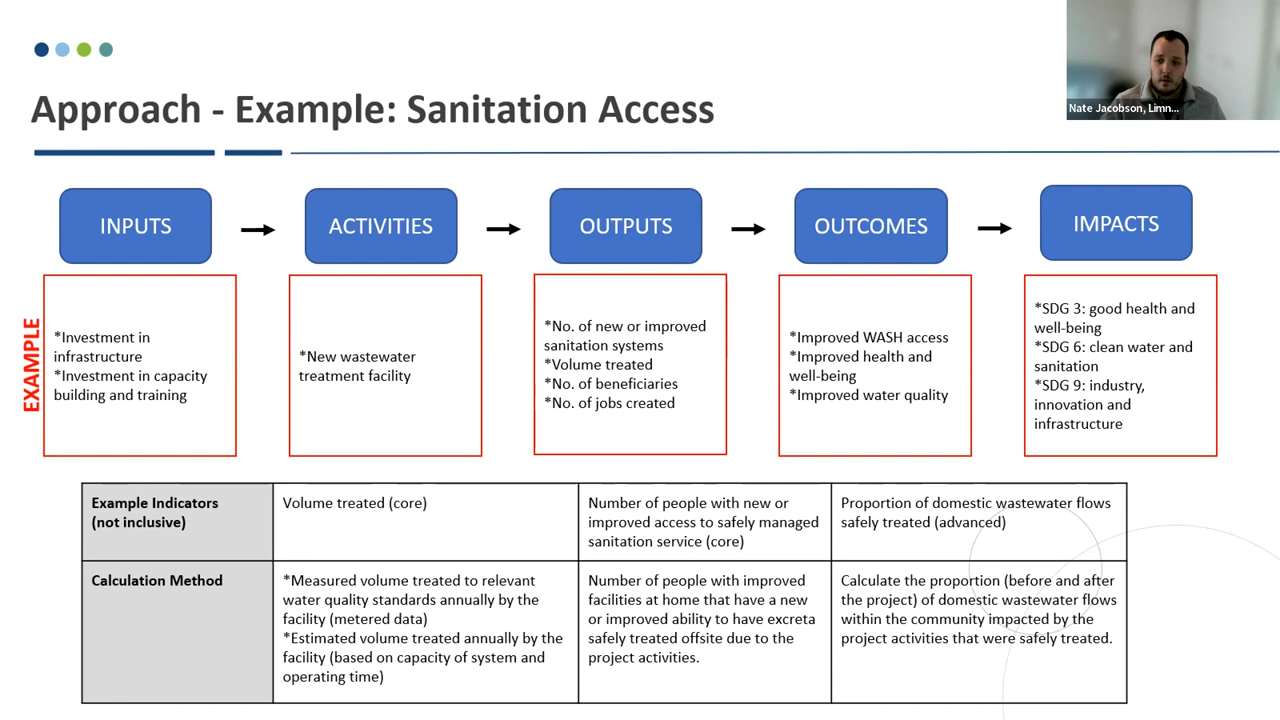 Nate Jacobson, Limn...
Approach - Example: Sanitation Access
INPUTS
ACTIVITIES
OUTPUTS
OUTCOMES
IMPACTS
EXAMPLE
*Investment in
infrastructure
*Investment in capacity
building and training
*New wastewater
treatment facility
*No. of new or improved
sanitation systems
*Volume treated
*No. of beneficiaries
*No. of jobs created
*Improved WASH access
*Improved health and
well-being
*Improved water quality
*SDG 3: good health and
well-being
*SDG 6: clean water and
sanitation
*SDG 9: industry,
innovation and
infrastructure
Example Indicators
(not inclusive)
Volume treated (core)
Number of people with new or
improved access to safely managed
sanitation service (core)
Proportion of domestic wastewater flows
safely treated (advanced)
Calculation Method
*Measured volume treated to relevant
water quality standards annually by the
facility (metered data)
*Estimated volume treated annually by the
facility (based on capacity of system and
operating time)
Number of people with improved
facilities at home that have a new
or improved ability to have excreta
safely treated offsite due to the
project activities.
Calculate the proportion (before and after
the project) of domestic wastewater flows
within the community impacted by the
project activities that were safely treated.